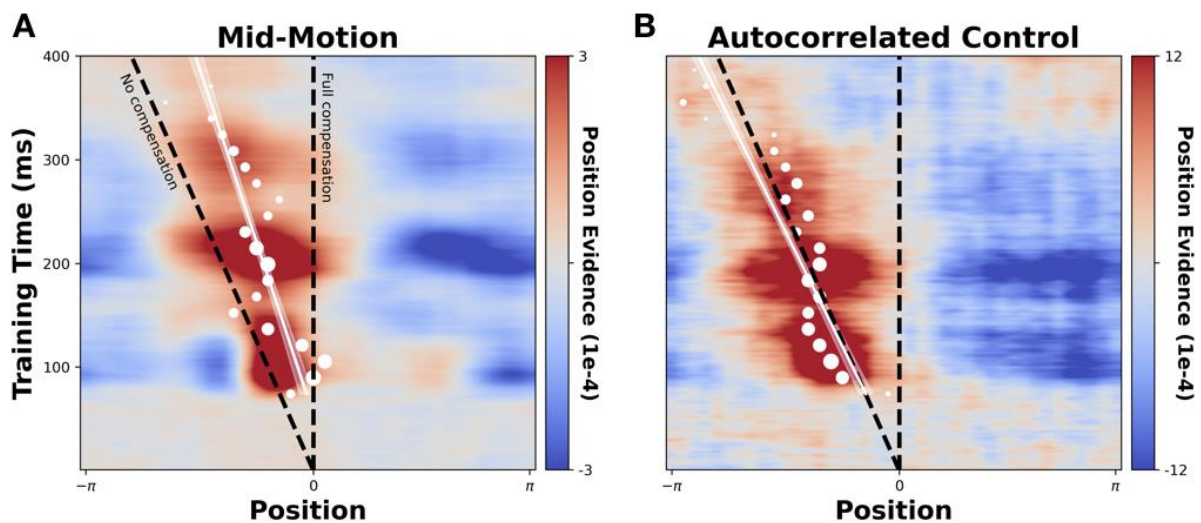 A
Mid-Motion
400
300
200
100
Training Time (ms)
No compensation
Full compensation
−π
0
π
Position
3
-3
Position Evidence (1e-4)
B
Autocorrelated Control
−π
0
π
Position
12
-12
Position Evidence (1e-4)